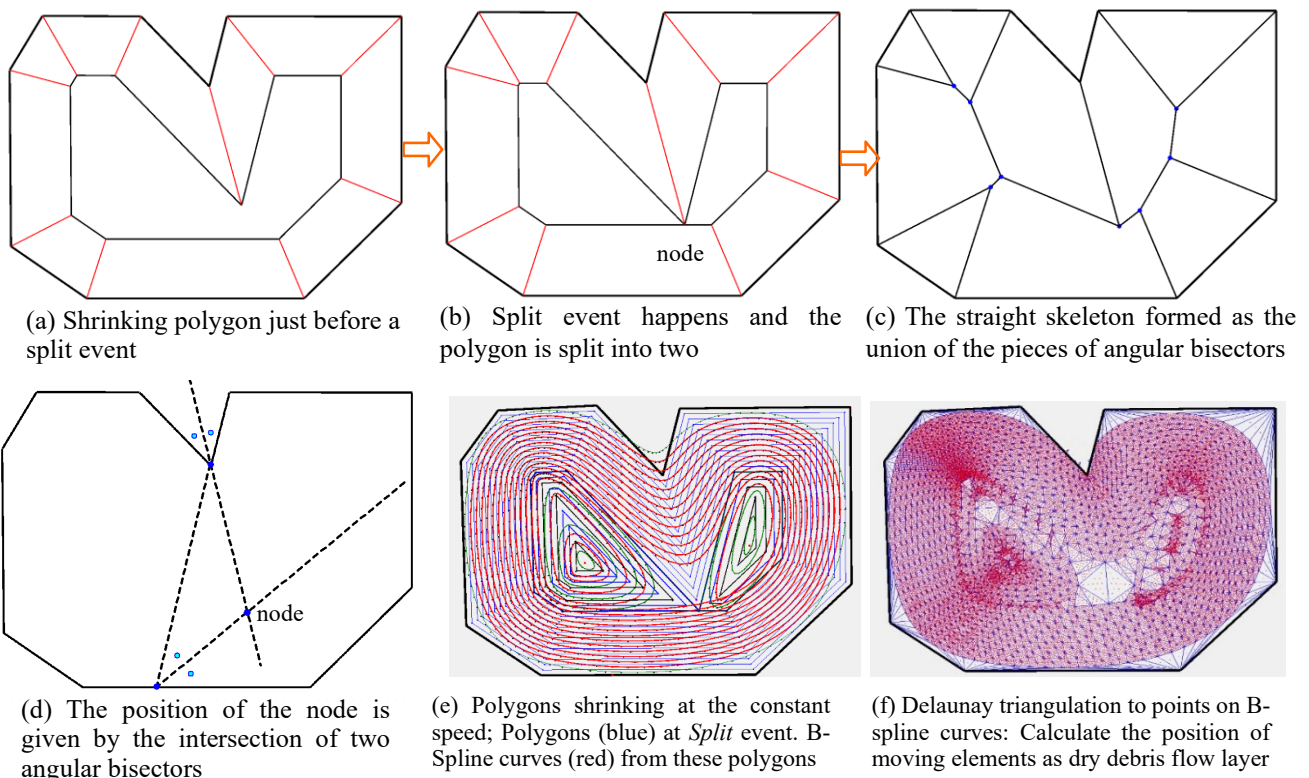 node
(a) Shrinking polygon just before a
split event
(b) Split event happens and the
polygon is split into two
(c) The straight skeleton formed as the
union of the pieces of angular bisectors
node
(d) The position of the node is
given by the intersection of two
angular bisectors
(e) Polygons shrinking at the constant
speed; Polygons (blue) at Split event. B-
Spline curves (red) from these polygons
(f) Delaunay triangulation to points on B-
spline curves: Calculate the position of
moving elements as dry debris flow layer